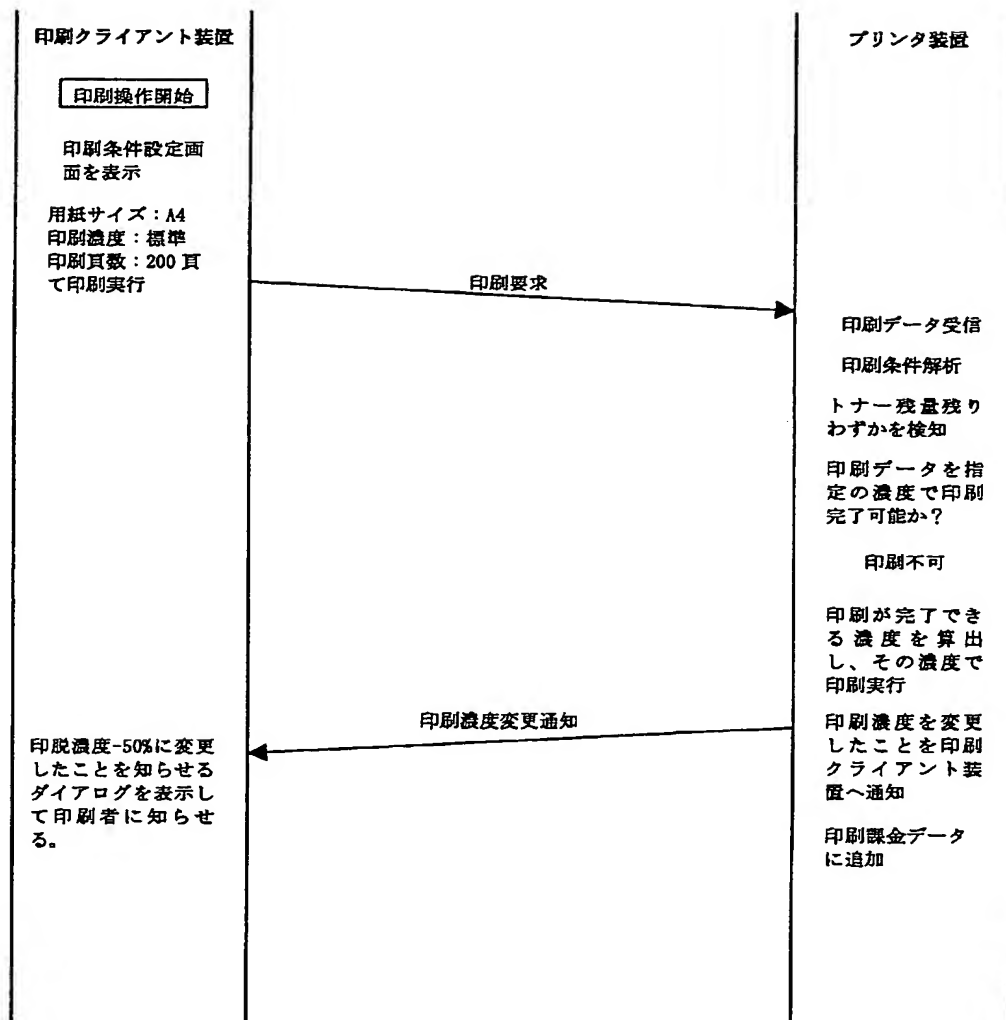 印刷クライアント装置
プリンタ装置
印刷操作開始
印刷条件設定画
面を表示
用紙サイズ：A4
印刷濃度：標準
印刷頁数：200 頁
て印刷実行
印刷要求
印刷データ受信
印刷条件解析
トナー残量残り
わずかを検知
印刷データを指
定の濃度で印刷
完了可能か？
印刷不可
印刷が完了でき
る濃度を算出
し、その濃度で
印刷実行
印刷濃度変更通知
印刷濃度を変更
したことを印刷
クライアント装
置へ通知
印脱濃度-50%に変更
したことを知らせる
ダイアログを表示し
て印刷者に知らせ
る。
印刷課金データ
に追加